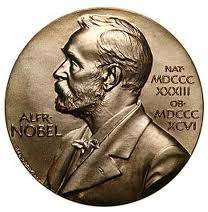 ALFR·
NOBEL
NAT·
MDCCC
XXXIII
OB·
MDCCC
XCVI